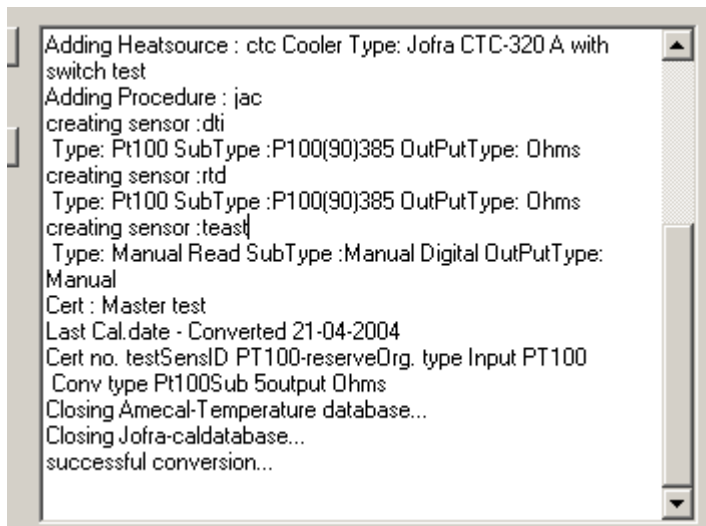 Adding Heatsource : ctc Cooler Type: Jofra CTC-320 A with
switch test
Adding Procedure : jac
creating sensor :dti
Type: Pt100 SubType :P100(90)385 OutPutType: Ohms
creating sensor :rtd
Type: Pt100 SubType :P100(90)385 OutPutType: Ohms
creating sensor :teast
Type: Manual Read SubType :Manual Digital OutPutType:
Manual
Cert : Master test
Last Cal.date - Converted 21-04-2004
Cert no. testSensID PT100-reserveOrg. type Input PT100
Conv type Pt100Sub 5output Ohms
Closing Amecal-Temperature database...
Closing Jofra-caldatabase...
successful conversion...